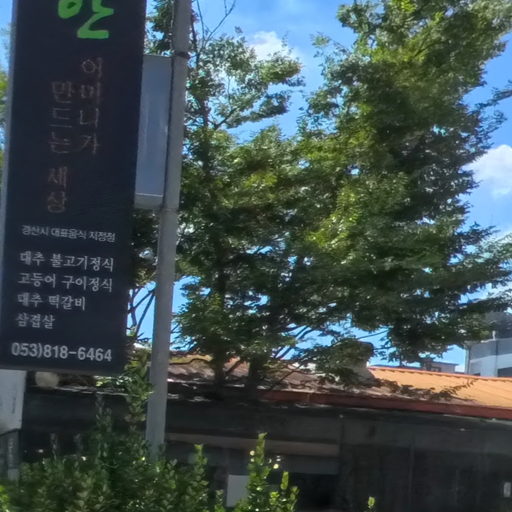 어머니가
만드는 세상
경산시 대표음식 지정점
대추 불고기정식
고등어 구이정식
대추 떡갈비
삼겹살
053)818-6464